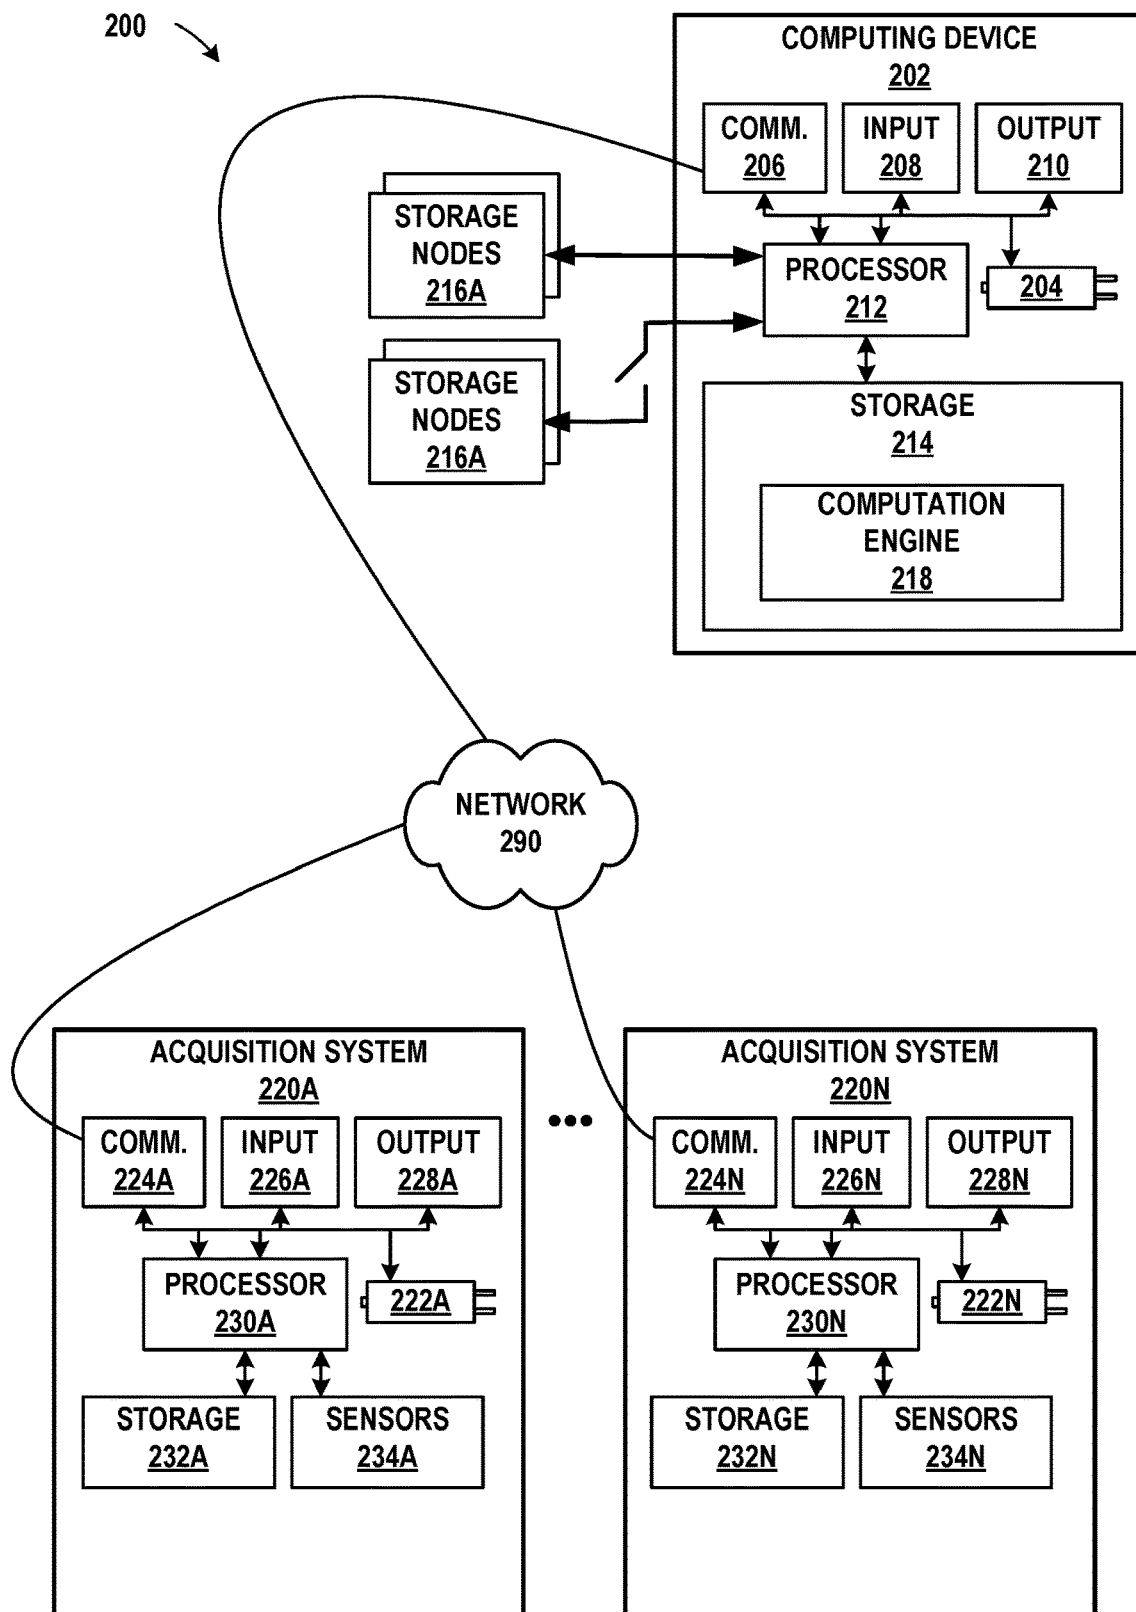 200
COMPUTING DEVICE
202
COMM.
206
INPUT
208
OUTPUT
210
STORAGE
NODES
216A
PROCESSOR
212
204
STORAGE
NODES
216A
STORAGE
214
COMPUTATION
ENGINE
218
NETWORK
290
ACQUISITION SYSTEM
220A
COMM.
224A
INPUT
226A
OUTPUT
228A
PROCESSOR
230A
222A
STORAGE
232A
SENSORS
234A
ACQUISITION SYSTEM
220N
COMM.
224N
INPUT
226N
OUTPUT
228N
PROCESSOR
230N
222N
STORAGE
232N
SENSORS
234N